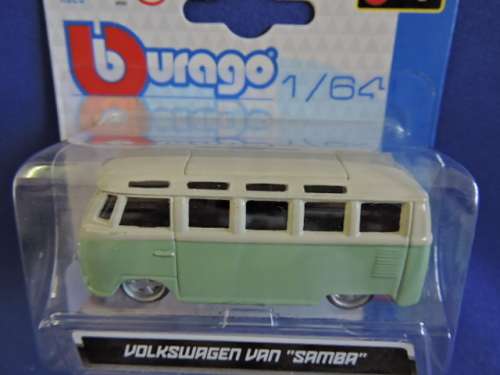 Burago
1/64
VOLKSWAGEN VAN "SAMBA"